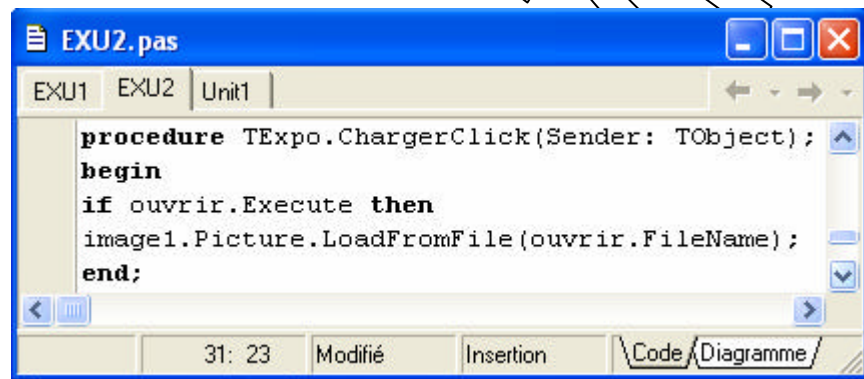 EXU2.pas
EXU1 EXU2 Unit1
procedure TExpo.ChargerClick(Sender: TObject);
begin
if ouvrir.Execute then
image1.Picture.LoadFromFile(ouvrir.FileName);
end;
31: 23 Modifié Insertion Code Diagramme